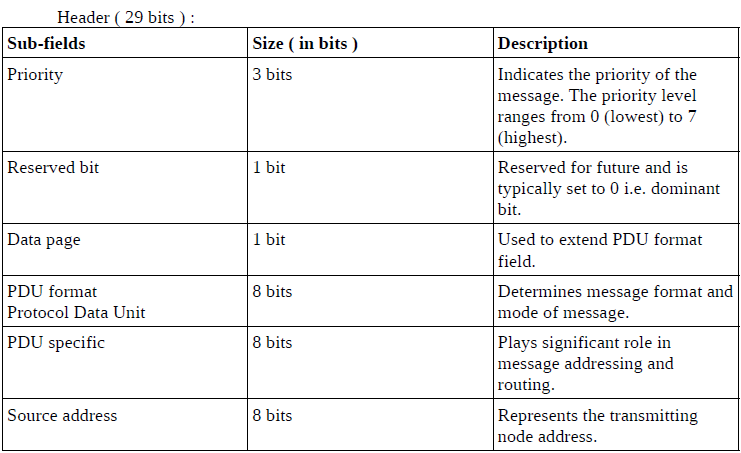 Header ( 29 bits ) :
Sub-fields Size ( in bits ) Description
Priority 3 bits Indicates the priority of the
message. The priority level
ranges from 0 (lowest) to 7
(highest).
Reserved bit 1 bit Reserved for future and is
typically set to 0 i.e. dominant
bit.
Data page 1 bit Used to extend PDU format
field.
PDU format 8 bits Determines message format and
Protocol Data Unit mode of message.
PDU specific 8 bits Plays significant role in
message addressing and
routing.
Source address 8 bits Represents the transmitting
node address.